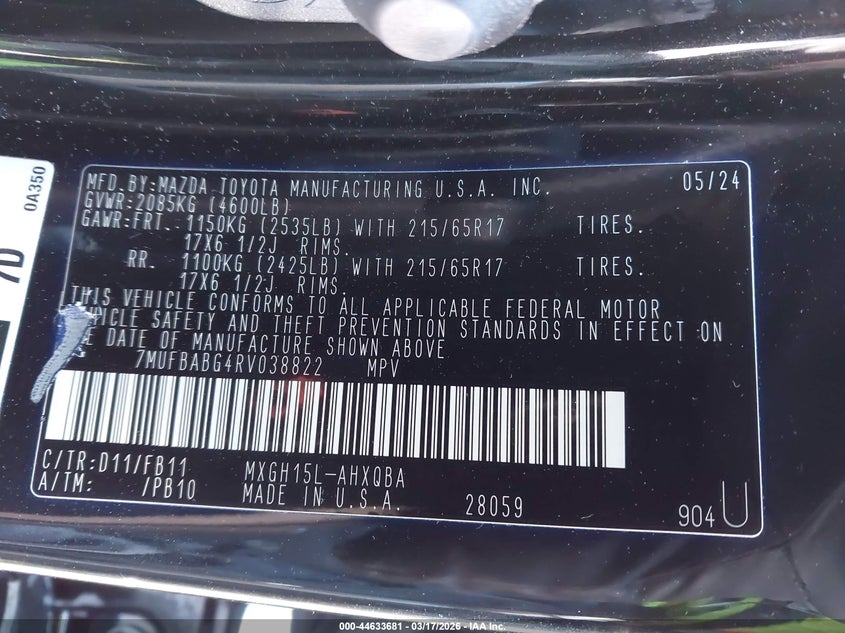 0A350
7D
MFD.BY:MAZDA TOYOTA MANUFACTURING U.S.A. INC. 05/24
GVWR:2085KG (4600LB)
GAWR:FRT. 1150KG (2535LB) WITH 215/65R17 TIRES.
17X6 1/2J RIMS.
RR. 1100KG (2425LB) WITH 215/65R17 TIRES.
17X6 1/2J RIMS.
THIS VEHICLE CONFORMS TO ALL APPLICABLE FEDERAL MOTOR
VEHICLE SAFETY AND THEFT PREVENTION STANDARDS IN EFFECT ON
THE DATE OF MANUFACTURE SHOWN ABOVE
7MUFBABG4RV038822 MPV
C/TR:D11/FB11 MXGH15L-AHXQBA
A/TM: /PB10 MADE IN U.S.A. 28059 904U
000-44633681 - 03/17/2026 - IAA Inc.